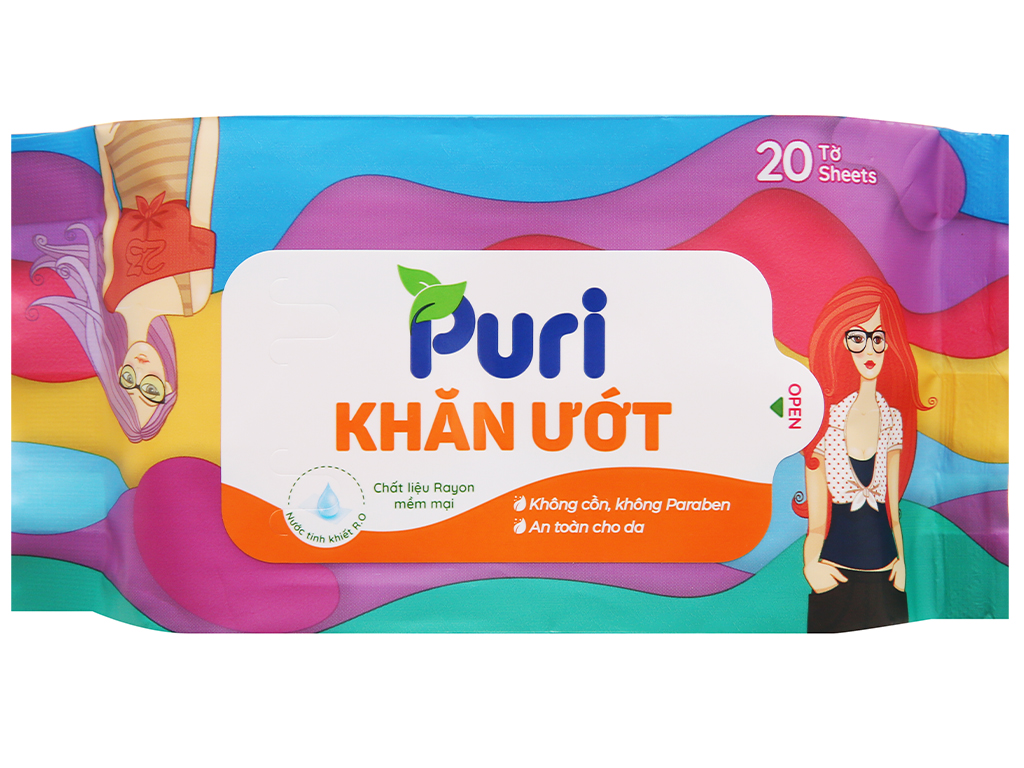 20 Tờ
Sheets
Puri
KHĂN ƯỚT
OPEN
Chất liệu Rayon
mềm mại
Nước tinh khiết R.O
Không cồn, không Paraben
An toàn cho da